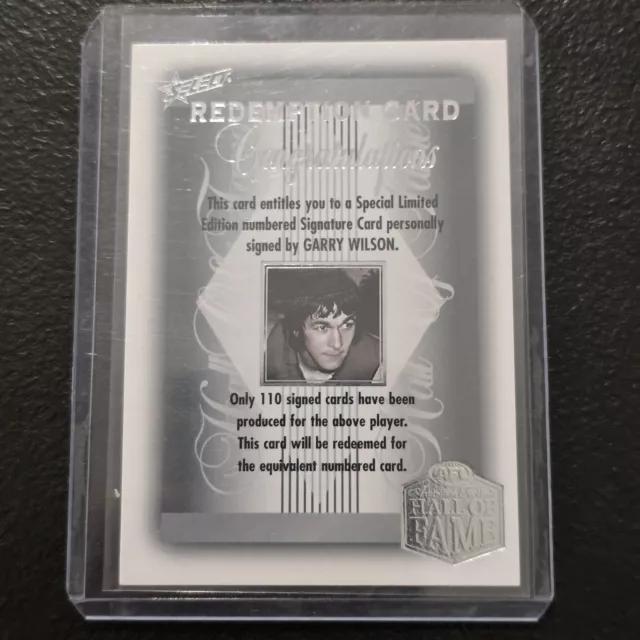 SELECT
REDEMPTION CARD
Congratulations
This card entitles you to a Special Limited
Edition numbered Signature Card personally
signed by GARRY WILSON.
Only 110 signed cards have been
produced for the above player.
This card will be redeemed for
the equivalent numbered card.
AFL
HALL OF
FAME